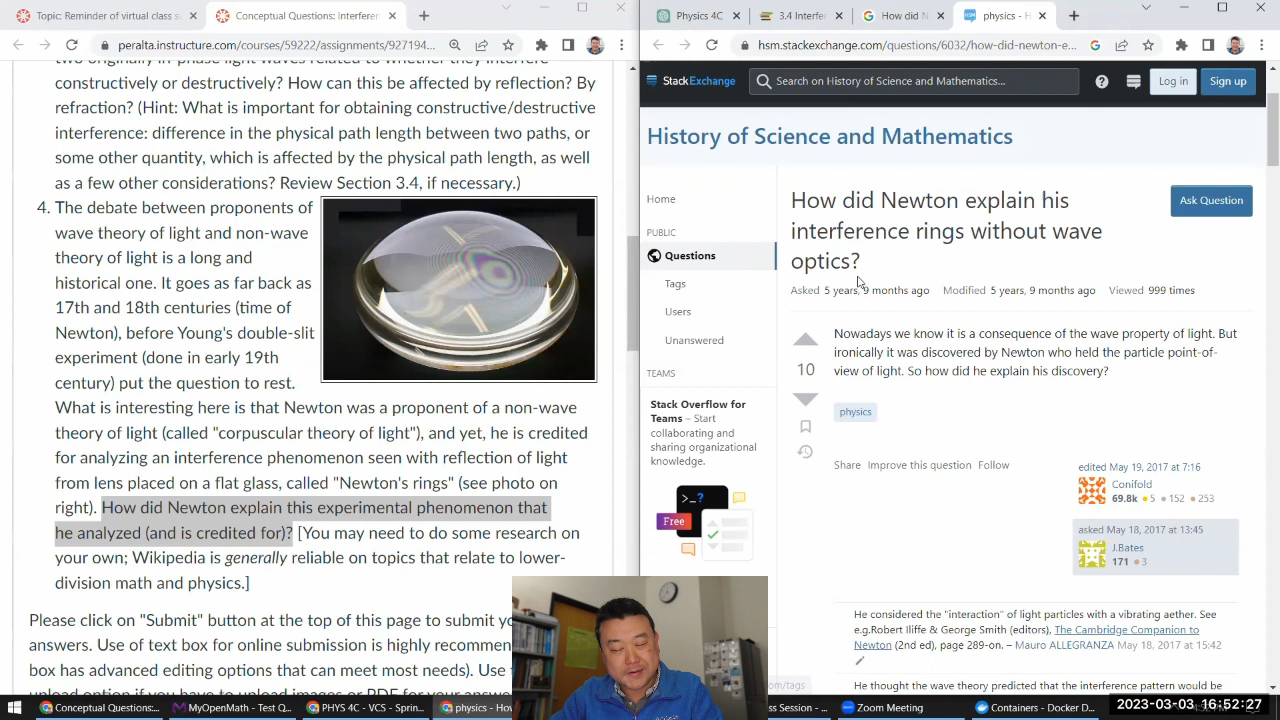 Topic: Reminder of virtual class s
Conceptual Questions: Interferen
Physics 4C
3.4 Interfer
How did N
physics - H
peralta.instructure.com/courses/59222/assignments/927194...
hsm.stackexchange.com/questions/6032/how-did-newton-e...
two originally of phase light waves related to whether they interfere
constructively or destructively? How can this be affected by reflection? By
refraction? (Hint: What is important for obtaining constructive/destructive
interference: difference in the physical path length between two paths, or
some other quantity, which is affected by the physical path length, as well
as a few other considerations? Review Section 3.4, if necessary.)
4. The debate between proponents of
wave theory of light and non-wave
theory of light is a long and
historical one. It goes as far back as
17th and 18th centuries (time of
Newton), before Young's double-slit
experiment (done in early 19th
century) put the question to rest.
What is interesting here is that Newton was a proponent of a non-wave
theory of light (called "corpuscular theory of light"), and yet, he is credited
for analyzing an interference phenomenon seen with reflection of light
from lens placed on a flat glass, called "Newton's rings" (see photo on
right). How did Newton explain this experimental phenomenon that
he analyzed (and is credited for)? [You may need to do some research on
your own; Wikipedia is generally reliable on topics that relate to lower-
division math and physics.]
Please click on "Submit" button at the top of this page to submit yo
answers. Use of text box for online submission is highly recommen
box has advanced editing options that can meet most needs). Use
StackExchange
Search on History of Science and Mathematics...
Log in
Sign up
History of Science and Mathematics
Home
PUBLIC
Questions
Tags
Users
Unanswered
TEAMS
Stack Overflow for
Teams – Start
collaborating and
sharing organizational
knowledge.
>_?
Free
How did Newton explain his
interference rings without wave
optics?
Ask Question
Asked 5 years, 9 months ago Modified 5 years, 9 months ago Viewed 999 times
10
Nowadays we know it is a consequence of the wave property of light. But
ironically it was discovered by Newton who held the particle point-of-
view of light. So how did he explain his discovery?
physics
Share Improve this question Follow
edited May 19, 2017 at 7:16
Conifold
69.8k 5 152 253
asked May 18, 2017 at 13:45
J.Bates
171 3
He considered the "interaction" of light particles with a vibrating aether. See
e.g.Robert Iliffe & George Smith (editors), The Cambridge Companion to
Newton (2nd ed), page 289-on. – Mauro ALLEGRANZA May 18, 2017 at 15:42
He thought the wave theory predicted that the interference pattern would be
om/tags
2023-03-03 16:52:27
Conceptual Questions:...
MyOpenMath - Test Q...
PHYS 4C - VCS - Sprin...
physics - How
ss Session - ...
Zoom Meeting
Containers - Docker D...